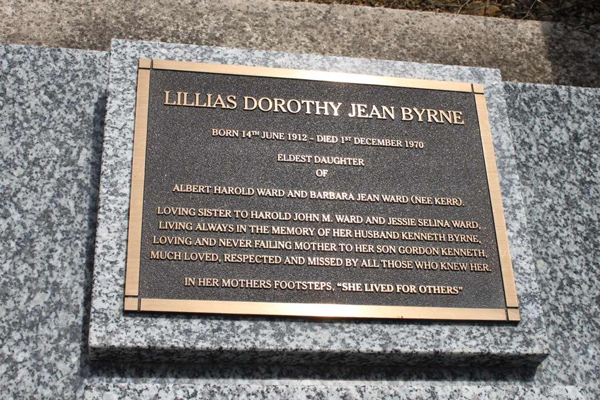 LILLIAS DOROTHY JEAN BYRNE
BORN 14TH JUNE 1912 - DIED 1ST DECEMBER 1970
ELDEST DAUGHTER
OF
ALBERT HAROLD WARD AND BARBARA JEAN WARD (NEE KERR).
LOVING SISTER TO HAROLD JOHN M. WARD AND JESSIE SELINA WARD,
LIVING ALWAYS IN THE MEMORY OF HER HUSBAND KENNETH BYRNE,
LOVING AND NEVER FAILING MOTHER TO HER SON GORDON KENNETH,
MUCH LOVED, RESPECTED AND MISSED BY ALL THOSE WHO KNEW HER.
IN HER MOTHERS FOOTSTEPS, “SHE LIVED FOR OTHERS”